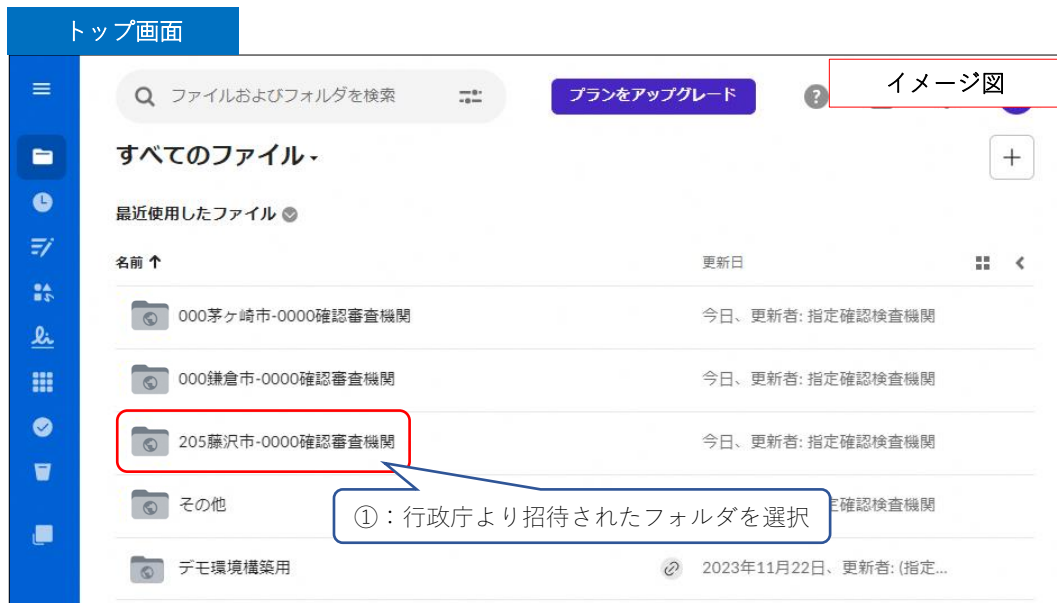 トップ画面
ファイルおよびフォルダを検索
プランをアップグレード
?
イメージ図
すべてのファイル
+
最近使用したファイル
名前 ↑
更新日
000茅ヶ崎市-0000確認審査機関
今日、更新者: 指定確認検査機関
000鎌倉市-0000確認審査機関
今日、更新者: 指定確認検査機関
205藤沢市-0000確認審査機関
今日、更新者: 指定確認検査機関
その他
定確認検査機関
①：行政庁より招待されたフォルダを選択
デモ環境構築用
2023年11月22日、更新者: (指定...